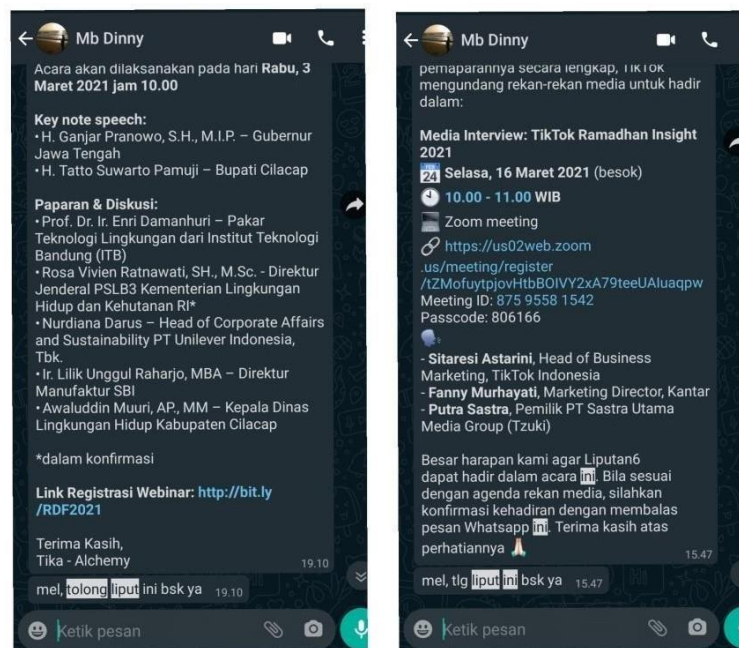 Mb Dinny
Acara akan dilaksanakan pada hari Rabu, 3
Maret 2021 jam 10.00
Key note speech:
• H. Ganjar Pranowo, S.H., M.I.P. – Gubernur
Jawa Tengah
• H. Tatto Suwarto Pamuji – Bupati Cilacap
Paparan & Diskusi:
• Prof. Dr. Ir. Enri Damanhuri – Pakar
Teknologi Lingkungan dari Institut Teknologi
Bandung (ITB)
• Rosa Vivien Ratnawati, SH., M.Sc. - Direktur
Jenderal PSLB3 Kementerian Lingkungan
Hidup dan Kehutanan RI*
• Nurdiana Darus – Head of Corporate Affairs
and Sustainability PT Unilever Indonesia,
Tbk.
• Ir. Lilik Unggul Raharjo, MBA – Direktur
Manufaktur SBI
• Awaluddin Muuri, AP., MM – Kepala Dinas
Lingkungan Hidup Kabupaten Cilacap
*dalam konfirmasi
Link Registrasi Webinar: http://bit.ly
/RDF2021
Terima Kasih,
Tika - Alchemy
19.10
mel, tolong liput ini bsk ya 19.10
Ketik pesan
Mb Dinny
pemaparannya secara lengkap, TikTok
mengundang rekan-rekan media untuk hadir
dalam:
Media Interview: TikTok Ramadhan Insight
2021
24 Selasa, 16 Maret 2021 (besok)
10.00 - 11.00 WIB
Zoom meeting
https://us02web.zoom
.us/meeting/register
/tZMofuytpjovHtbBOIVY2xA79teeUAIuaqpw
Meeting ID: 875 9558 1542
Passcode: 806166
- Sitaresi Astarini, Head of Business
Marketing, TikTok Indonesia
- Fanny Murhayati, Marketing Director, Kantar
- Putra Sastra, Pemilik PT Sastra Utama
Media Group (Tzuki)
Besar harapan kami agar Liputan6
dapat hadir dalam acara ini. Bila sesuai
dengan agenda rekan media, silahkan
konfirmasi kehadiran dengan membalas
pesan Whatsapp ini. Terima kasih atas
perhatiannya
15.47
mel, tlg liput ini bsk ya 15.47
Ketik pesan